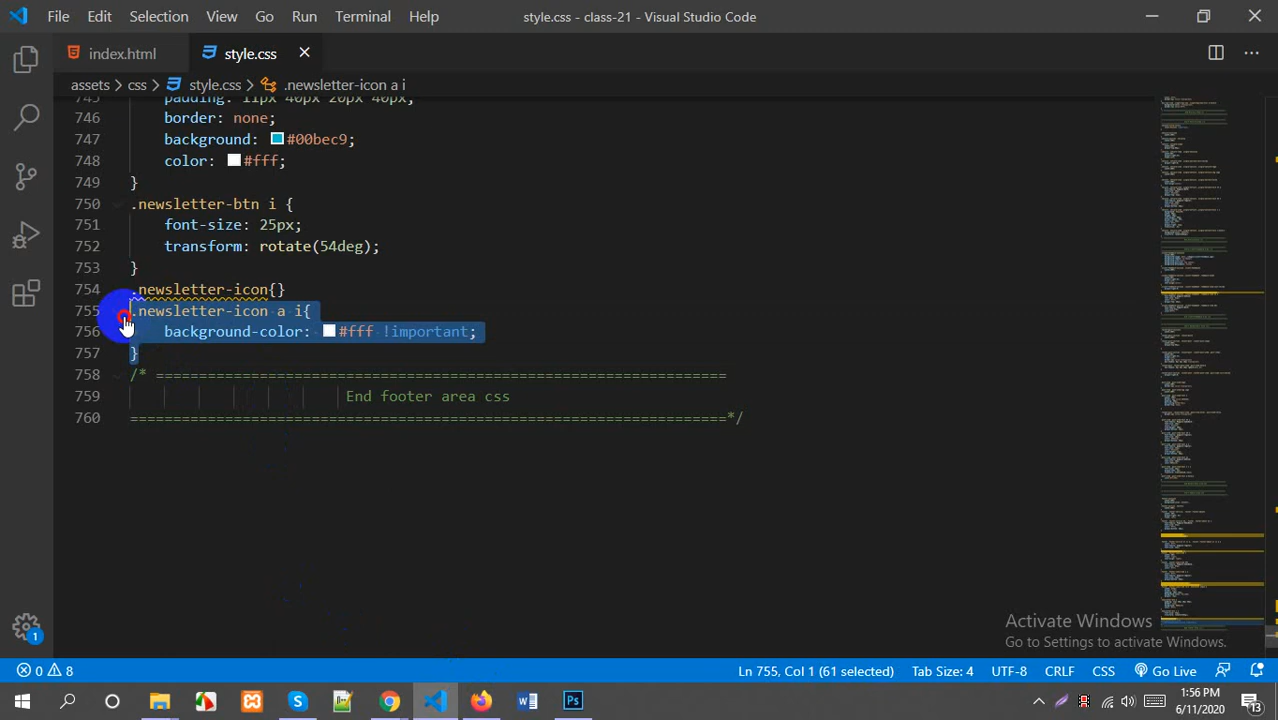 File Edit Selection View Go Run Terminal Help
style.css - class-21 - Visual Studio Code
index.html
style.css
assets > css > style.css > .newsletter-icon a i
745 padding: 11px 40px 20px 40px;
746 border: none;
747 background: #00bec9;
748 color: #fff;
749 }
750 .newsletter-btn i {
751 font-size: 25px;
752 transform: rotate(54deg);
753 }
754 .newsletter-icon{}
755 .newsletter-icon a i{
756 background-color: #fff !important;
757 }
758 /* ==================================================================
759 End footer area css
760 =====================================================================*/
Activate Windows
Go to Settings to activate Windows.
1
0 8
Ln 755, Col 1 (61 selected)
Tab Size: 4
UTF-8
CRLF
CSS
Go Live
W
Ps
1:56 PM
6/11/2020
13